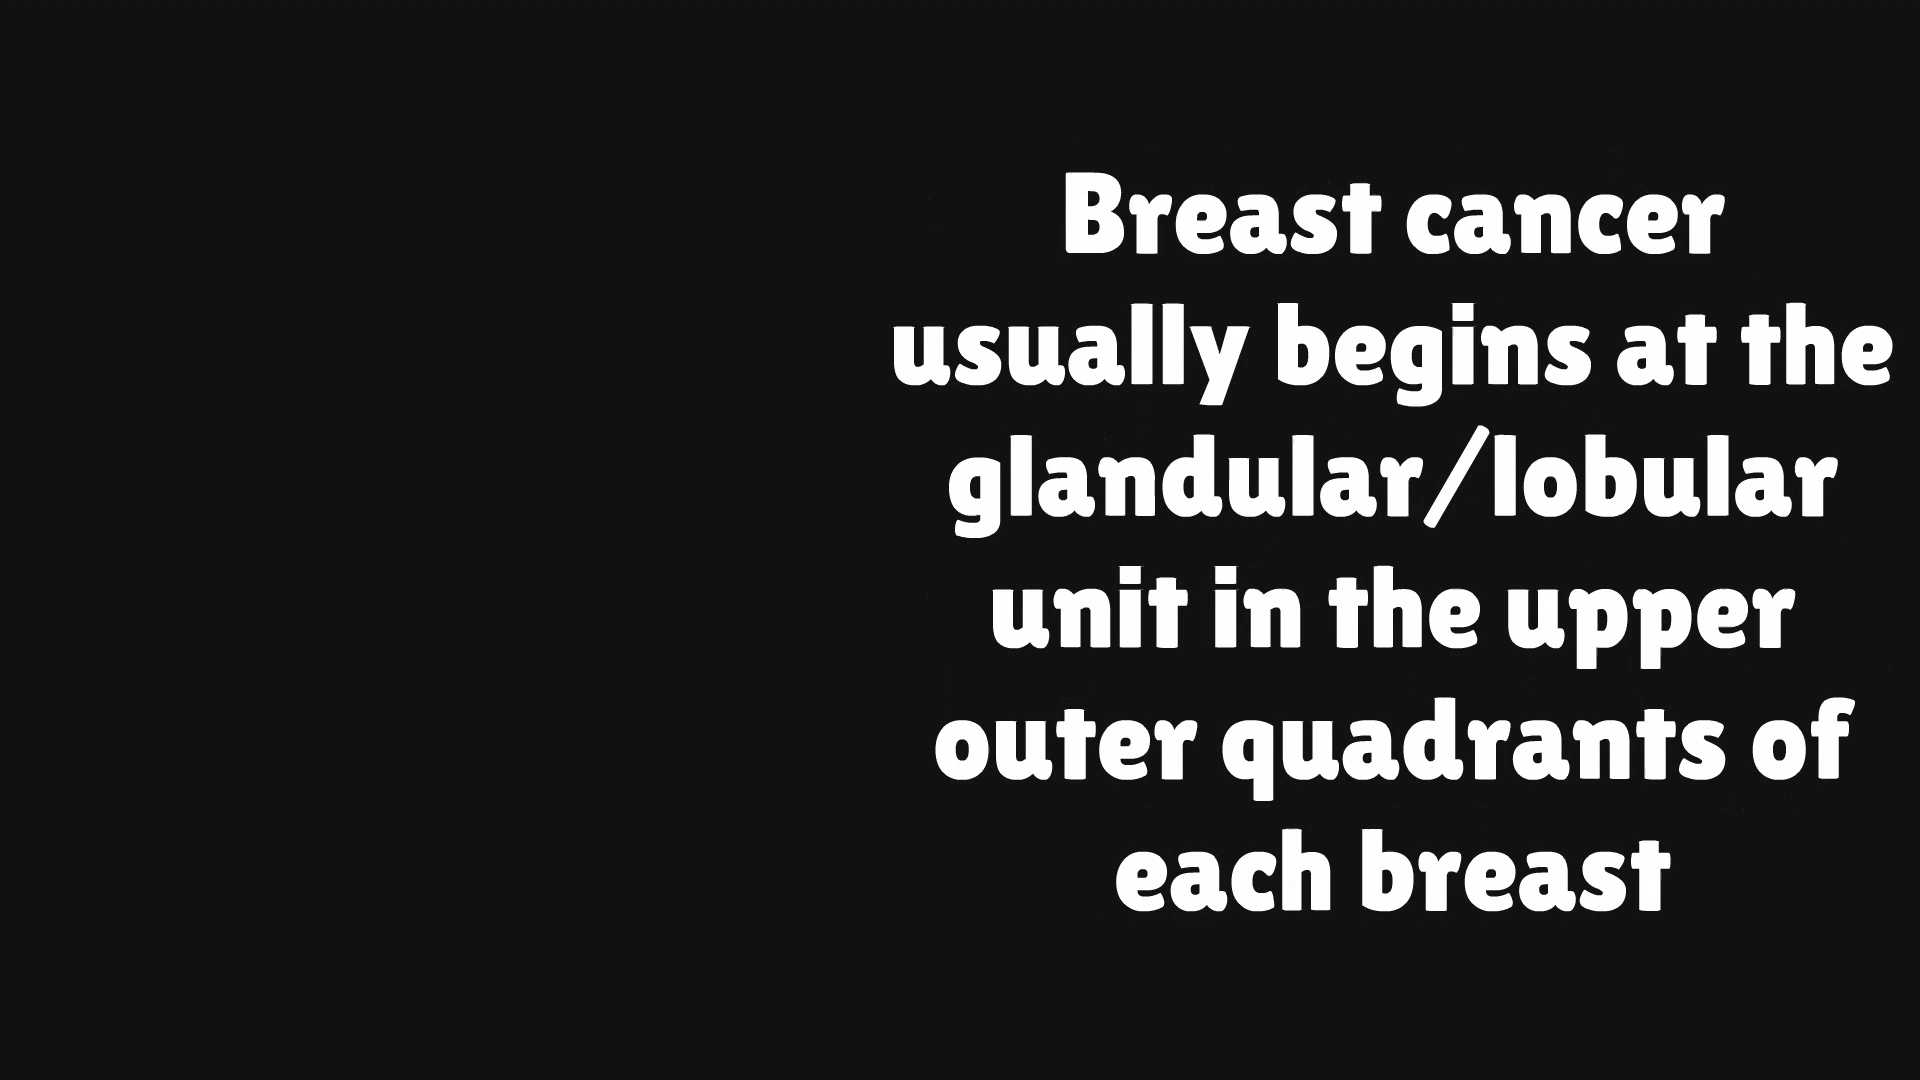 Breast cancer
usually begins at the
glandular/lobular
unit in the upper
outer quadrants of
each breast